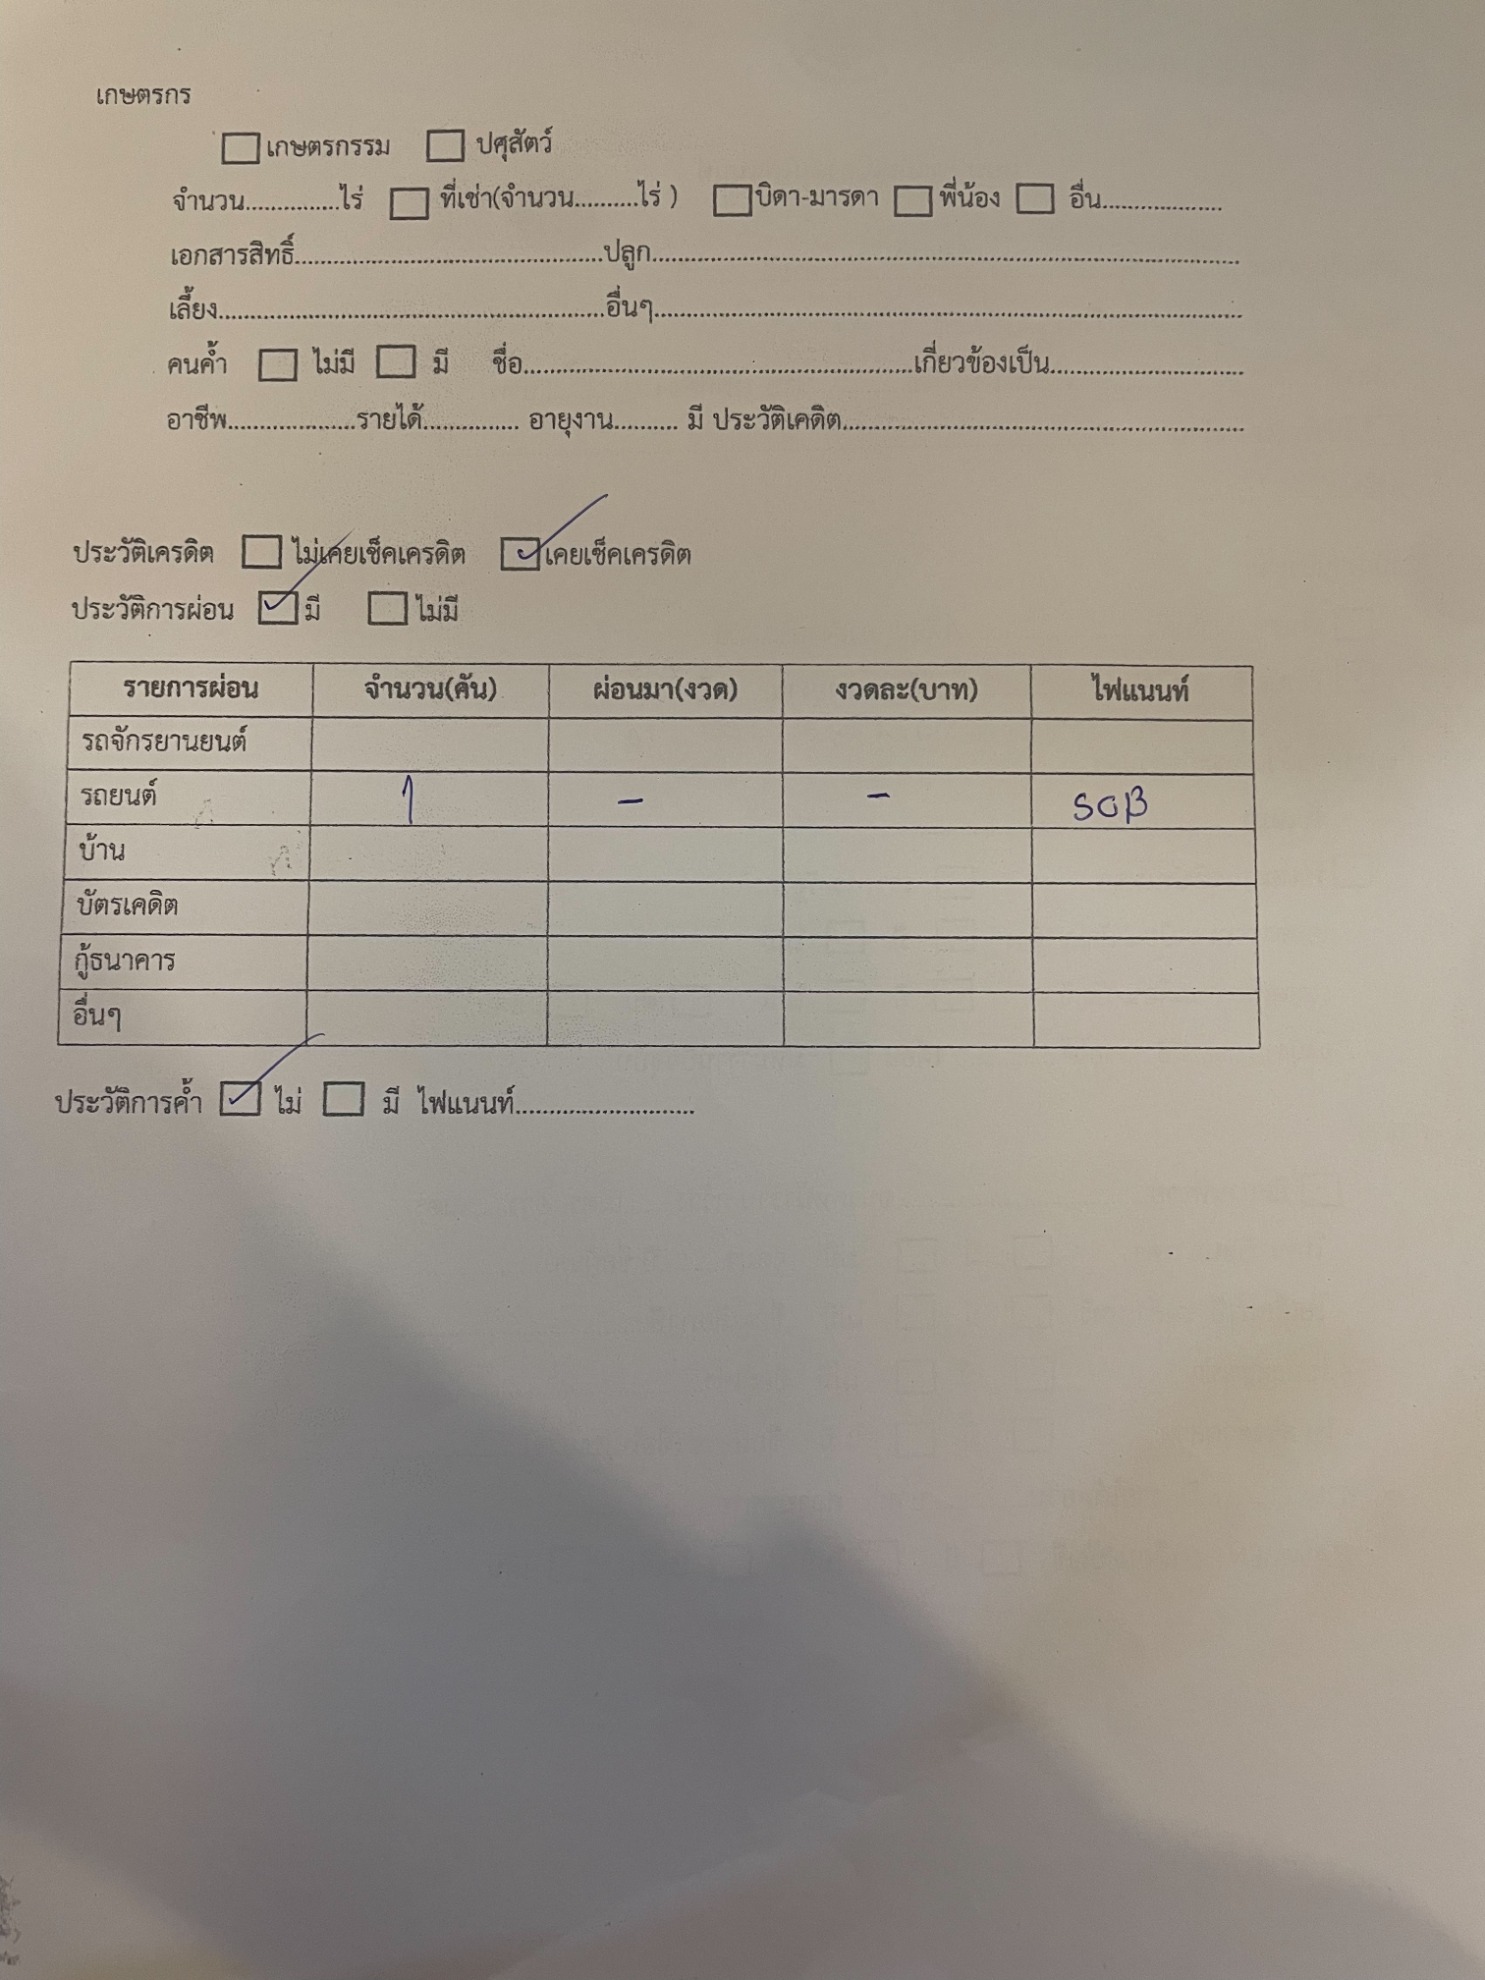 เกษตรกร
☐ เกษตรกรรม ☐ ปศุสัตว์
จำนวน...............ไร่ ☐ ที่เช่า(จำนวน..........ไร่ ) ☐ บิดา-มารดา ☐ พี่น้อง ☐ อื่น...................
เอกสารสิทธิ์................................................ปลูก............................................................................................
เลี้ยง.............................................................อื่นๆ............................................................................................
คนค้ำ ☐ ไม่มี ☐ มี ชื่อ.............................................................เกี่ยวข้องเป็น..............................
อาชีพ....................รายได้............... อายุงาน.......... มี ประวัติเคดิต...............................................................
ประวัติเครดิต ☐ ไม่เคยเช็คเครดิต ☑ เคยเช็คเครดิต
ประวัติการผ่อน ☑ มี ☐ ไม่มี
รายการผ่อน จำนวน(คัน) ผ่อนมา(งวด) งวดละ(บาท) ไฟแนนท์
รถจักรยานยนต์
รถยนต์ 1 - - SCB
บ้าน
บัตรเคดิต
กู้ธนาคาร
อื่นๆ
ประวัติการค้ำ ☑ ไม่ ☐ มี ไฟแนนท์............................